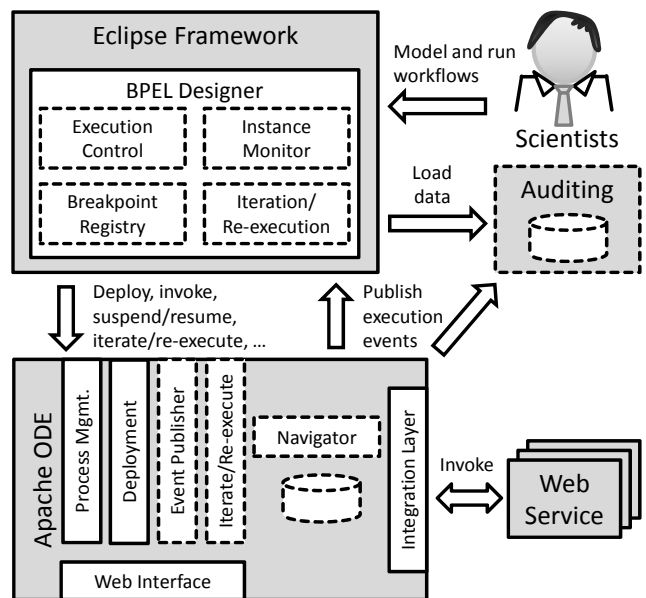 Eclipse Framework
BPEL Designer
Execution
Control
Instance
Monitor
Breakpoint
Registry
Iteration/
Re-execution
Model and run
workflows
Scientists
Load
data
Auditing
Deploy, invoke,
suspend/resume,
iterate/re-execute, ...
Publish
execution
events
Apache ODE
Process Mgmt.
Deployment
Event Publisher
Iterate/Re-execute
Navigator
Integration Layer
Web Interface
Invoke
Web
Service